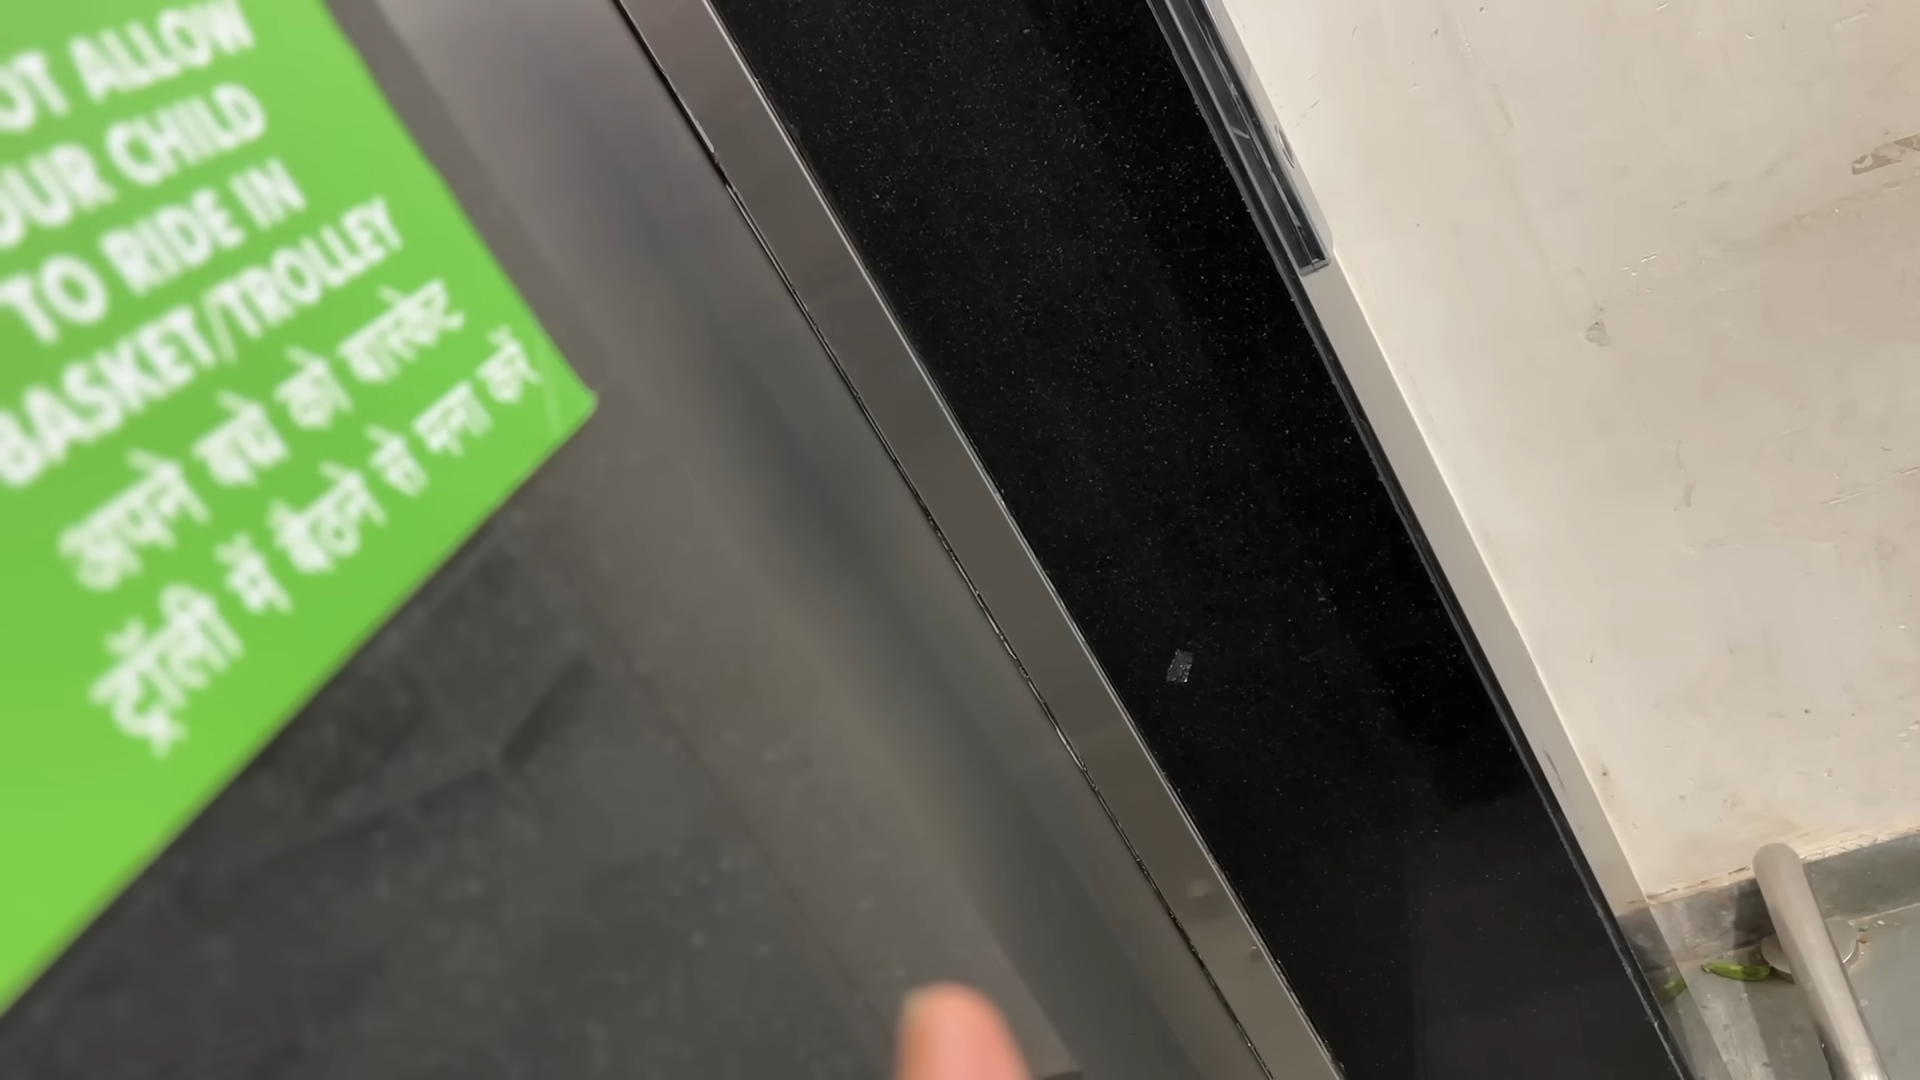 OT ALLOW
OUR CHILD
TO RIDE IN
BASKET/TROLLEY
अपने बच्चे को बास्केट
ट्रॉली में बैठने से मना करें